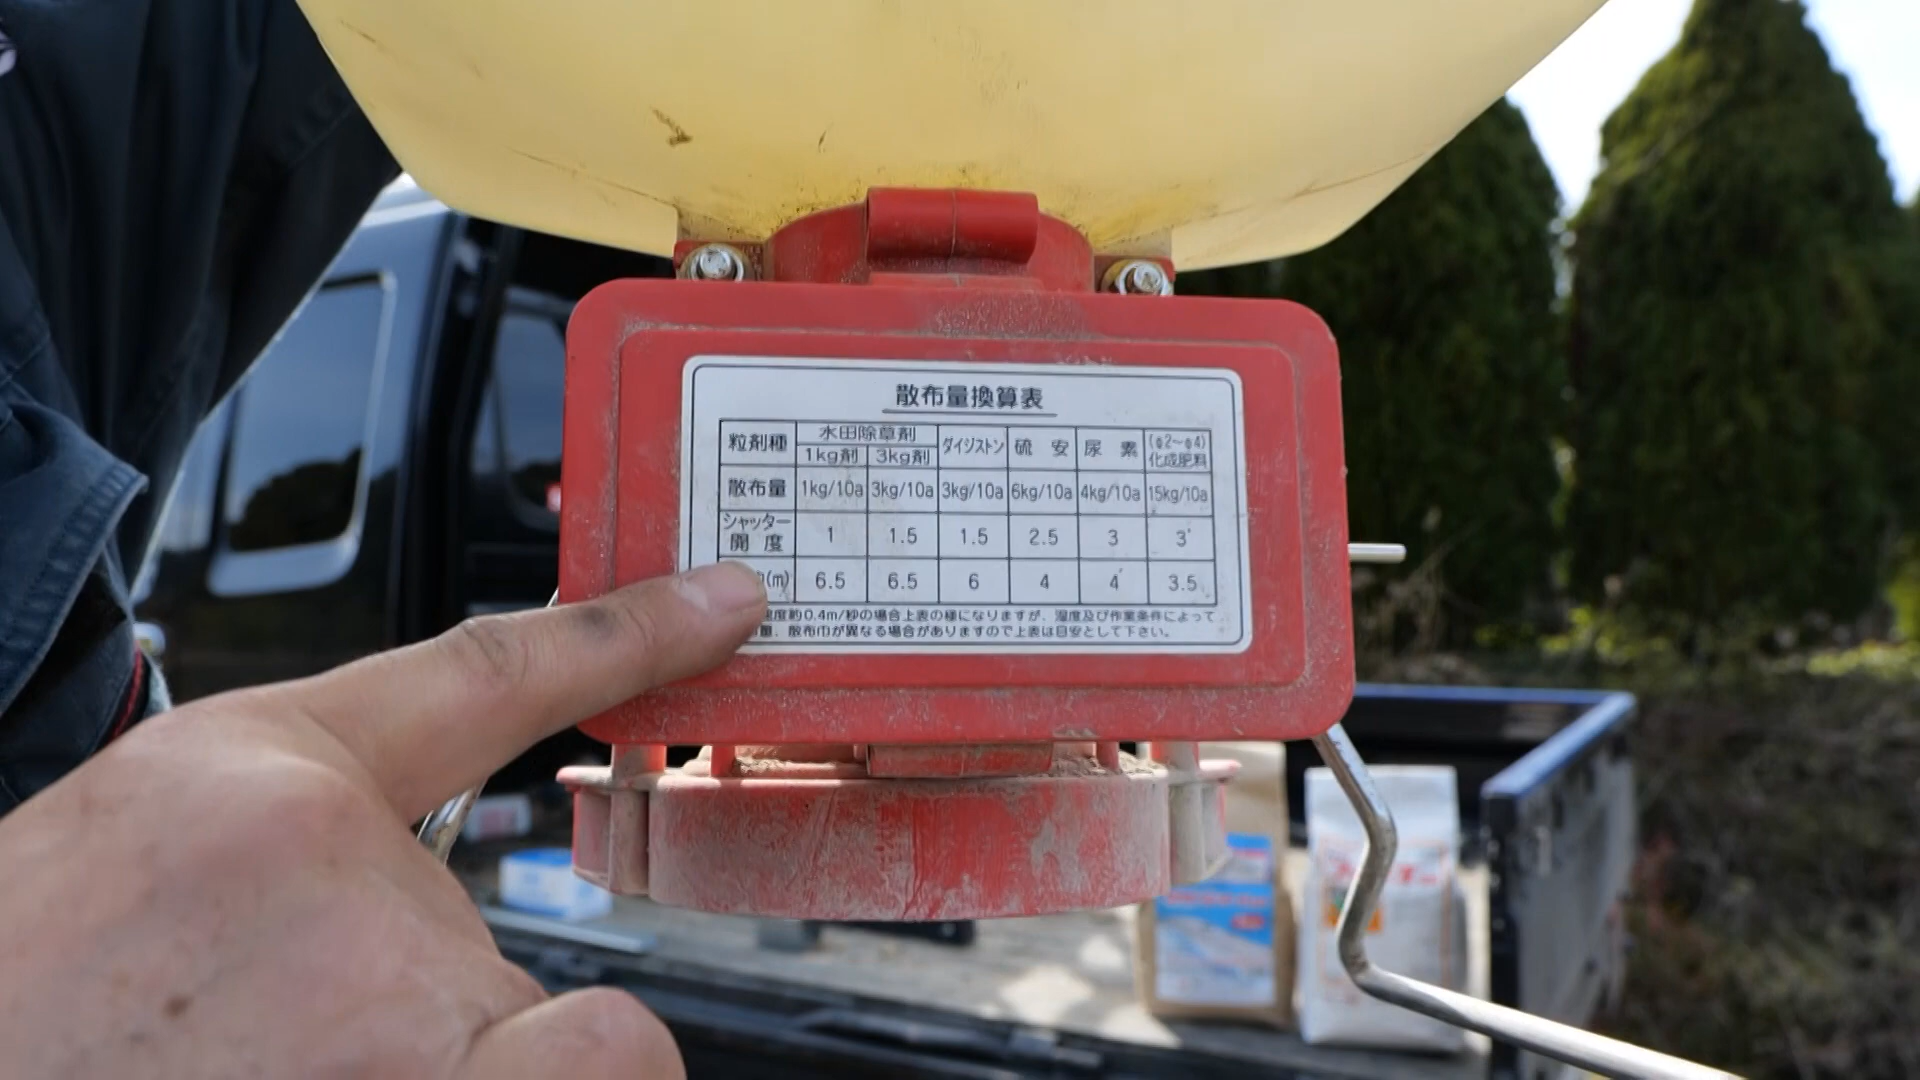 散布量換算表
粒剤種 水田除草剤 ダイジストン 硫安 尿素 (φ2～φ4)
1kg剤 3kg剤 化成肥料
散布量 1kg/10a 3kg/10a 3kg/10a 6kg/10a 4kg/10a 15kg/10a
シャッター
開度 1 1.5 1.5 2.5 3 3
(m) 6.5 6.5 6 4 4 3.5
度約0.4m/秒の場合上表の様になりますが、湿度及び作業条件によって
量、散布巾が異なる場合がありますので上表は目安として下さい。